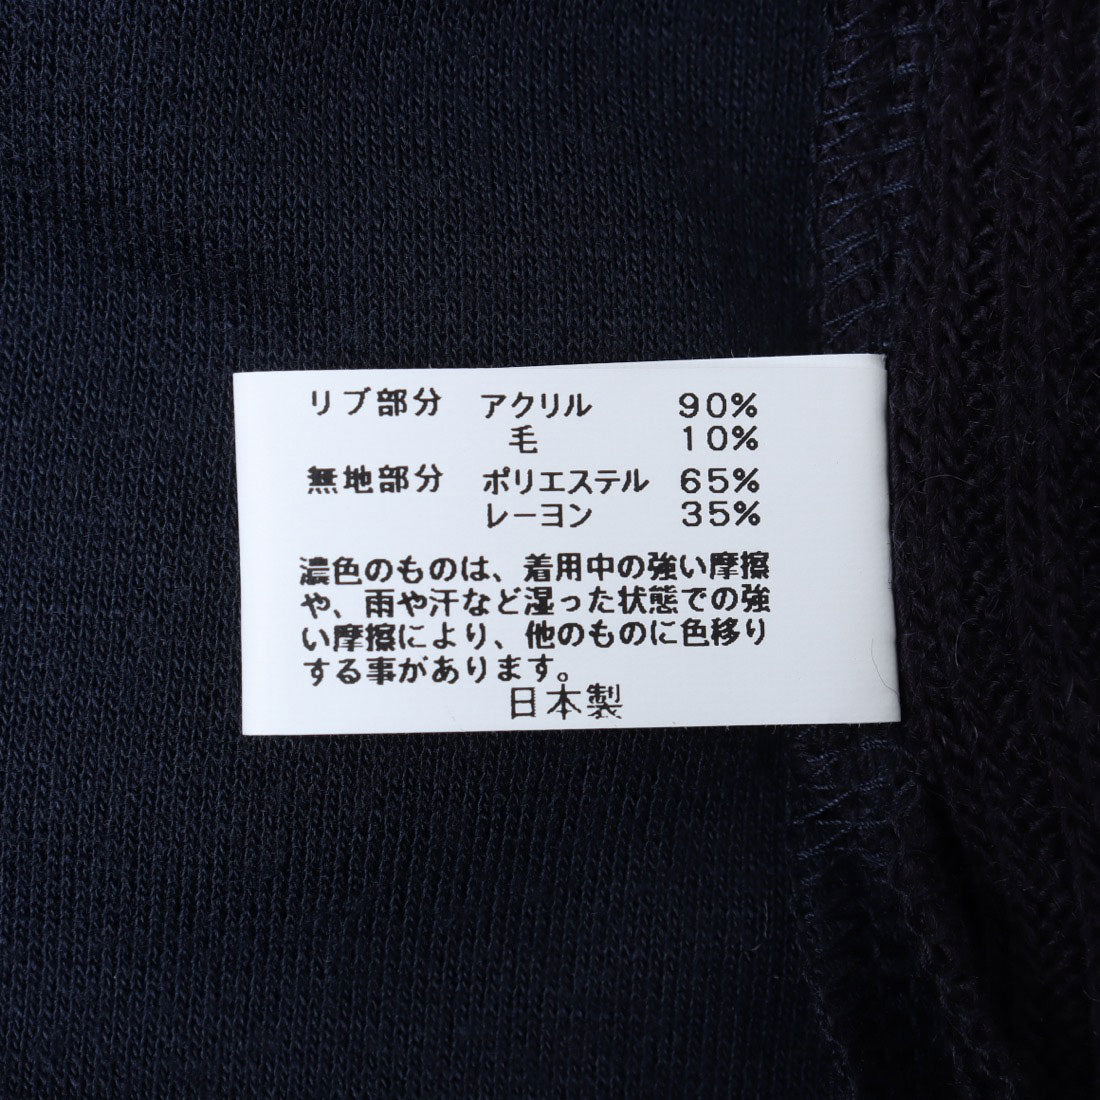 リブ部分 アクリル 90%
毛 10%
無地部分 ポリエステル 65%
レーヨン 35%
濃色のものは、着用中の強い摩擦
や、雨や汗など湿った状態での強
い摩擦により、他のものに色移り
する事があります。
日本製